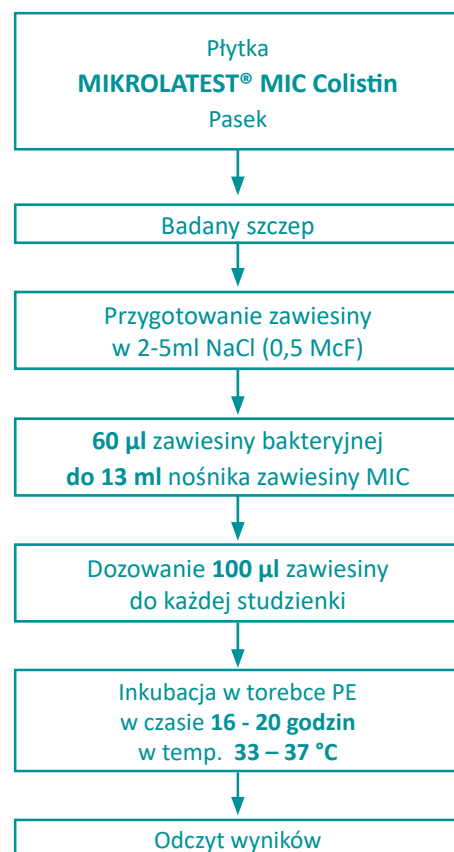 Płytka
MIKROLATEST® MIC Colistin
Pasek
Badany szczep
Przygotowanie zawiesiny
w 2-5ml NaCl (0,5 McF)
60 µl zawiesiny bakteryjnej
do 13 ml nośnika zawiesiny MIC
Dozowanie 100 µl zawiesiny
do każdej studzienki
Inkubacja w torebce PE
w czasie 16 - 20 godzin
w temp. 33 – 37 °C
Odczyt wyników